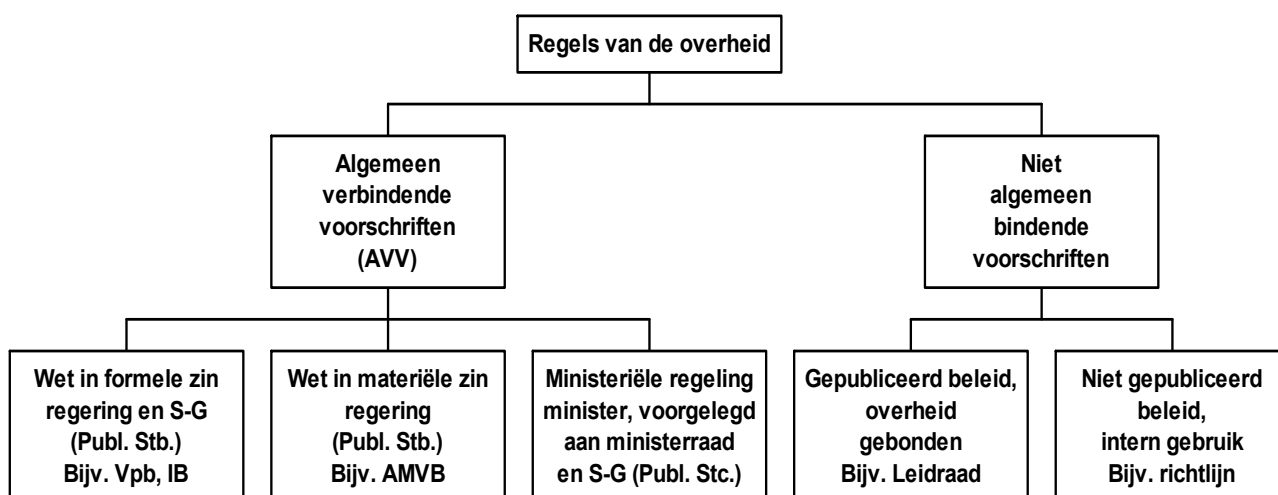 Regels van de overheid
Algemeen
verbindende
voorschriften
(AVV)
Niet
algemeen
bindende
voorschriften
Wet in formele zin
regering en S-G
(Publ. Stb.)
Bijv. Vpb, IB
Wet in materiële zin
regering
(Publ. Stb.)
Bijv. AMVB
Ministeriële regeling
minister, voorgelegd
aan ministerraad
en S-G (Publ. Stc.)
Gepubliceerd beleid,
overheid
gebonden
Bijv. Leidraad
Niet gepubliceerd
beleid,
intern gebruik
Bijv. richtlijn